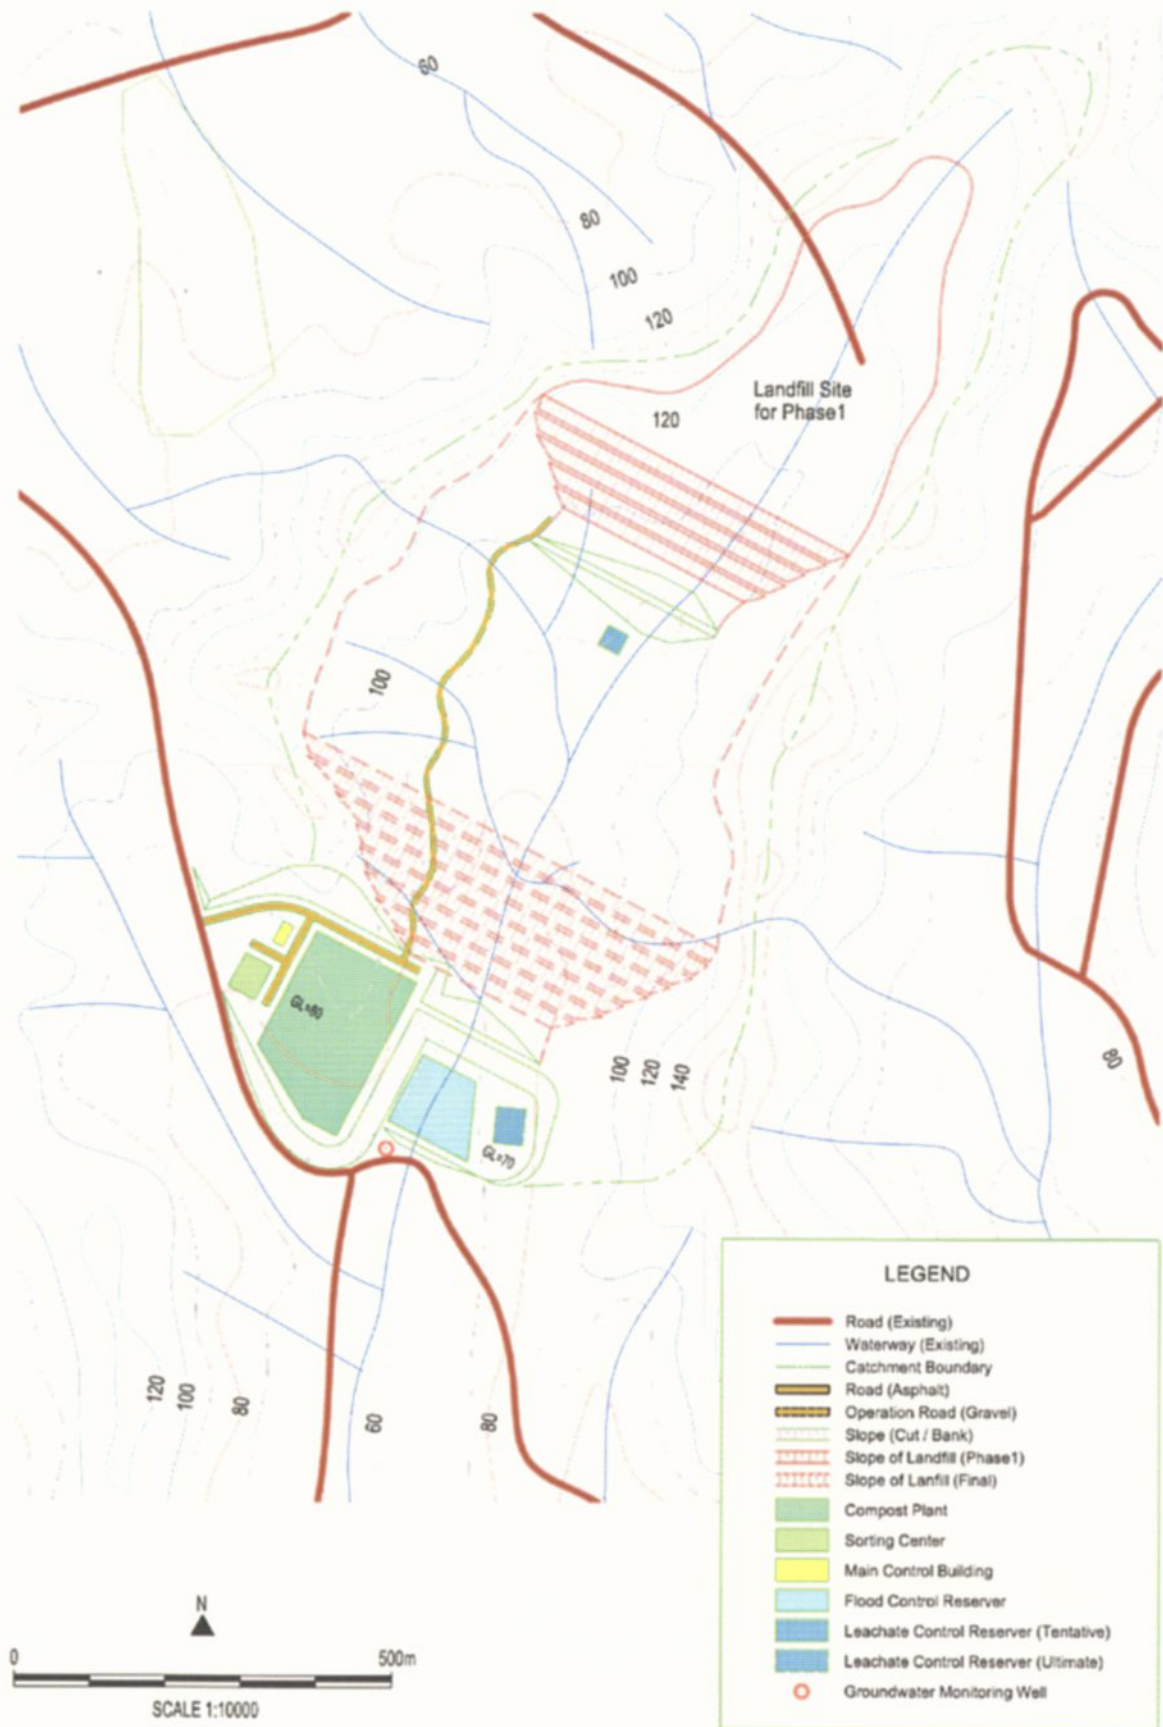 60
80
100
120
Landfill Site
for Phase1
120
100
GL=80
100
120
140
80
GL=70
120
100
80
60
80
LEGEND
Road (Existing)
Waterway (Existing)
Catchment Boundary
Road (Asphalt)
Operation Road (Gravel)
Slope (Cut / Bank)
Slope of Landfill (Phase1)
Slope of Lanfill (Final)
Compost Plant
Sorting Center
Main Control Building
Flood Control Reserver
Leachate Control Reserver (Tentative)
Leachate Control Reserver (Ultimate)
Groundwater Monitoring Well
N
0 500m
SCALE 1:10000